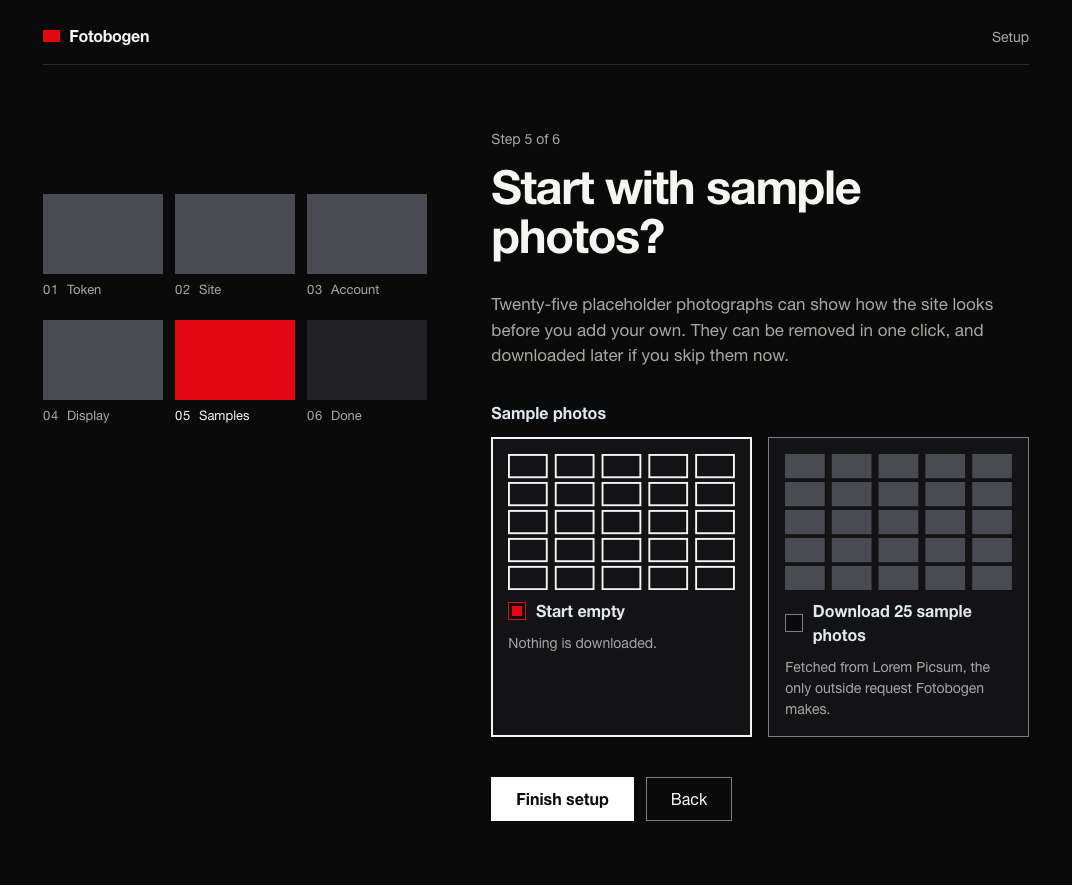 Fotobogen
Setup
01 Token
02 Site
03 Account
04 Display
05 Samples
06 Done
Step 5 of 6
Start with sample
photos?
Twenty-five placeholder photographs can show how the site looks
before you add your own. They can be removed in one click, and
downloaded later if you skip them now.
Sample photos
Start empty
Nothing is downloaded.
Download 25 sample
photos
Fetched from Lorem Picsum, the
only outside request Fotobogen
makes.
Finish setup
Back